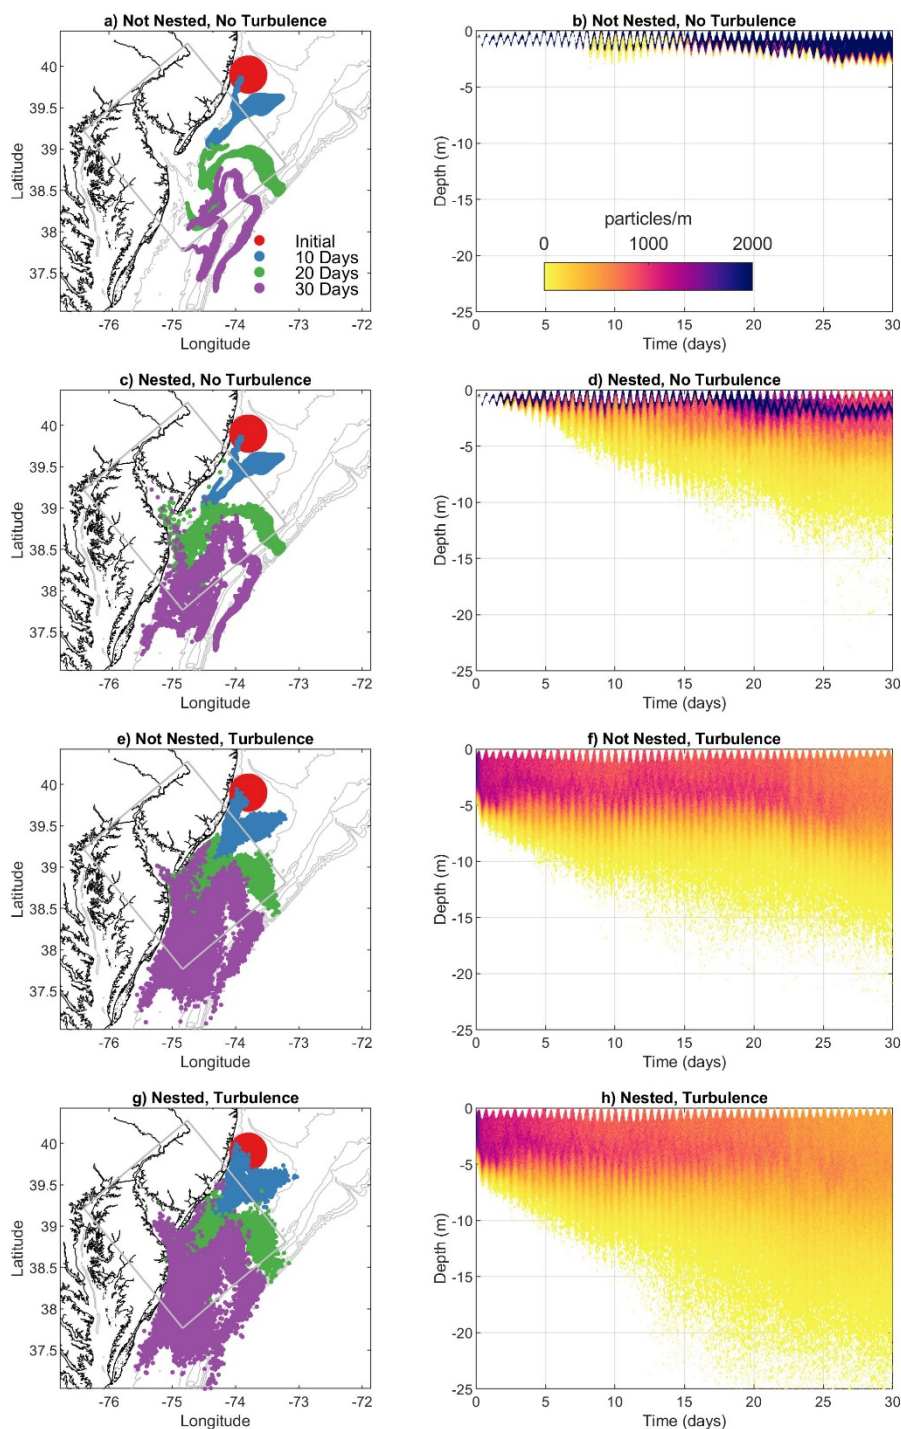 a) Not Nested, No Turbulence
40
39.5
39
38.5
38
37.5
Latitude
Initial
10 Days
20 Days
30 Days
-76 -75 -74 -73 -72
Longitude
b) Not Nested, No Turbulence
0
-5
-10
-15
-20
-25
Depth (m)
particles/m
0 1000 2000
0 5 10 15 20 25 30
Time (days)
c) Nested, No Turbulence
40
39.5
39
38.5
38
37.5
Latitude
-76 -75 -74 -73 -72
Longitude
d) Nested, No Turbulence
0
-5
-10
-15
-20
-25
Depth (m)
0 5 10 15 20 25 30
Time (days)
e) Not Nested, Turbulence
40
39.5
39
38.5
38
37.5
Latitude
-76 -75 -74 -73 -72
Longitude
f) Not Nested, Turbulence
0
-5
-10
-15
-20
-25
Depth (m)
0 5 10 15 20 25 30
Time (days)
g) Nested, Turbulence
40
39.5
39
38.5
38
37.5
Latitude
-76 -75 -74 -73 -72
Longitude
h) Nested, Turbulence
0
-5
-10
-15
-20
-25
Depth (m)
0 5 10 15 20 25 30
Time (days)